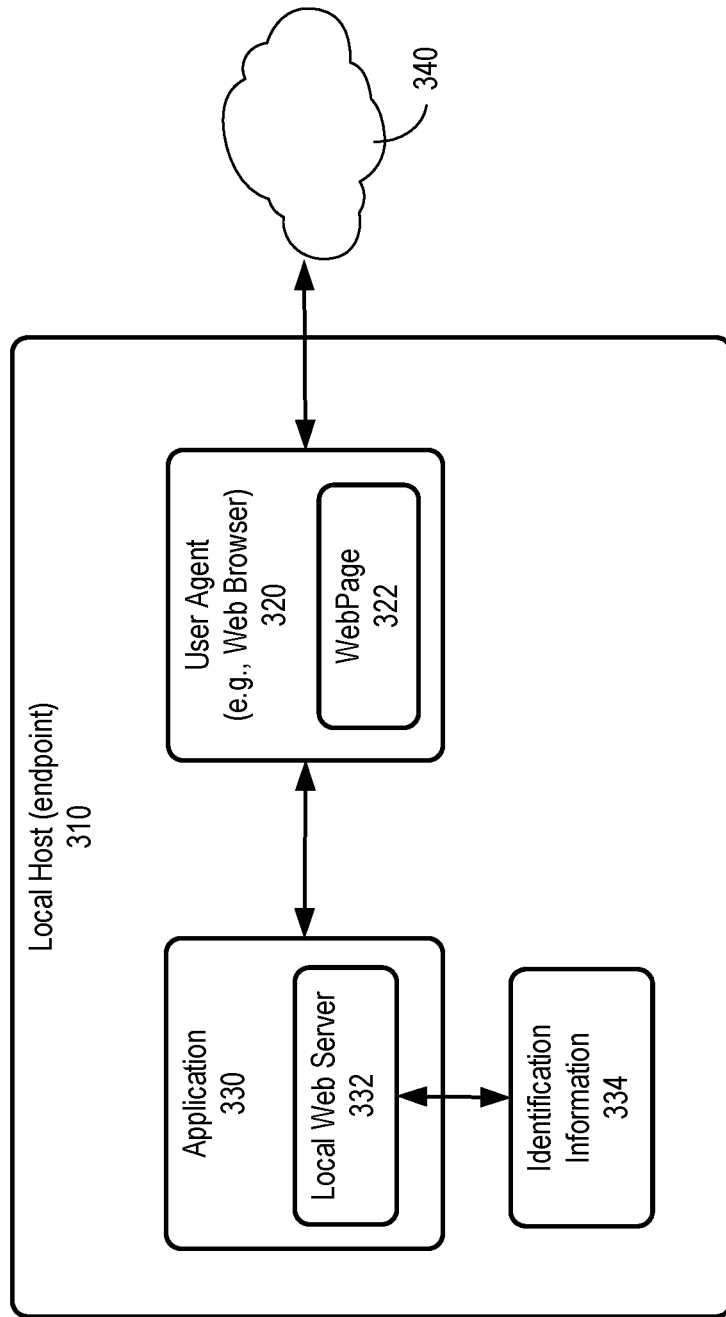 Local Host (endpoint)
310
Application
330
Local Web Server
332
Identification
Information
334
User Agent
(e.g., Web Browser)
320
WebPage
322
340